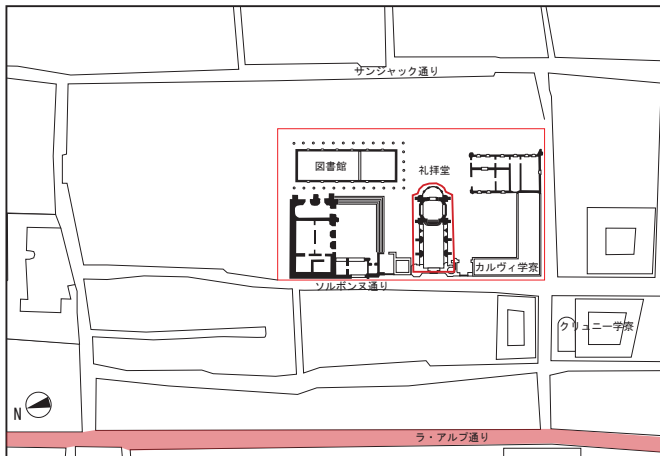 サンジャック通り
図書館
礼拝堂
カルヴィ学寮
ソルボンヌ通り
クリュニー学寮
N
ラ・アルプ通り